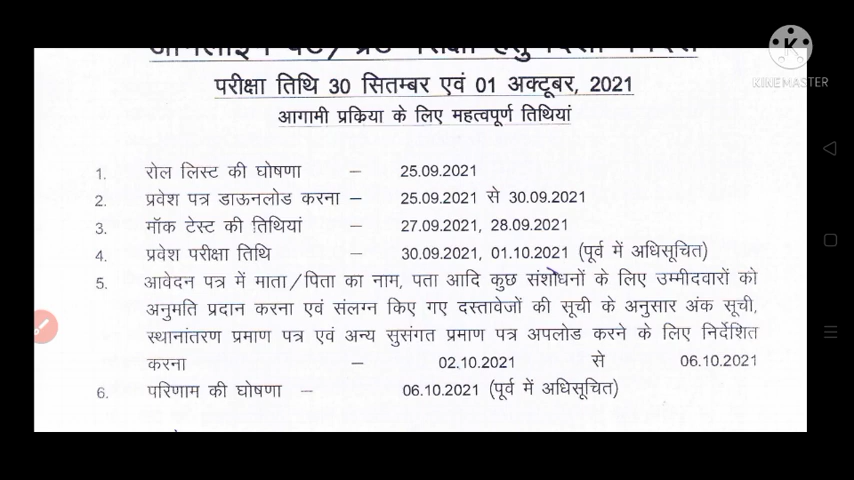 परीक्षा तिथि 30 सितम्बर एवं 01 अक्टूबर, 2021
आगामी प्रकिया के लिए महत्वपूर्ण तिथियां
1. रोल लिस्ट की घोषणा – 25.09.2021
2. प्रवेश पत्र डाऊनलोड करना – 25.09.2021 से 30.09.2021
3. मॉक टेस्ट की तिथियां – 27.09.2021, 28.09.2021
4. प्रवेश परीक्षा तिथि – 30.09.2021, 01.10.2021 (पूर्व में अधिसूचित)
5. आवेदन पत्र में माता/पिता का नाम, पता आदि कुछ संशोधनों के लिए उम्मीदवारों को
अनुमति प्रदान करना एवं संलग्न किए गए दस्तावेजों की सूची के अनुसार अंक सूची,
स्थानांतरण प्रमाण पत्र एवं अन्य सुसंगत प्रमाण पत्र अपलोड करने के लिए निर्देशित
करना – 02.10.2021 से 06.10.2021
6. परिणाम की घोषणा – 06.10.2021 (पूर्व में अधिसूचित)
KINEMASTER